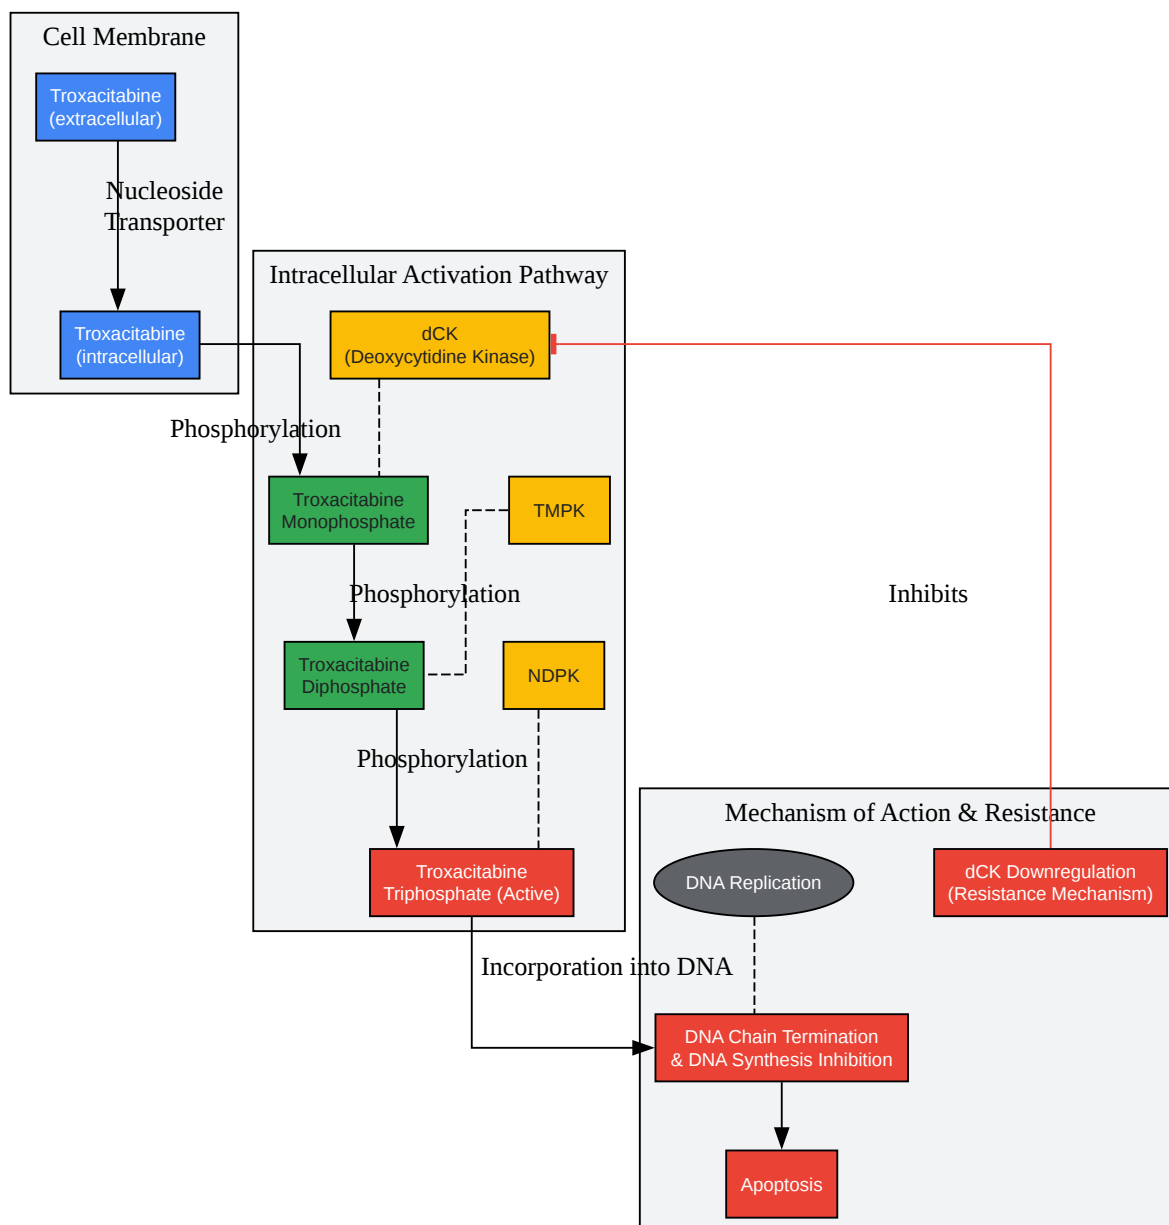 Cell Membrane
Troxacitabine
(extracellular)
Nucleoside
Transporter
Intracellular Activation Pathway
Troxacitabine
(intracellular)
dCK
(Deoxycytidine Kinase)
Phosphorylation
Troxacitabine
Monophosphate
TMPK
Phosphorylation
Inhibits
Troxacitabine
Diphosphate
NDPK
Phosphorylation
Mechanism of Action & Resistance
Troxacitabine
Triphosphate (Active)
DNA Replication
dCK Downregulation
(Resistance Mechanism)
Incorporation into DNA
DNA Chain Termination
& DNA Synthesis Inhibition
Apoptosis